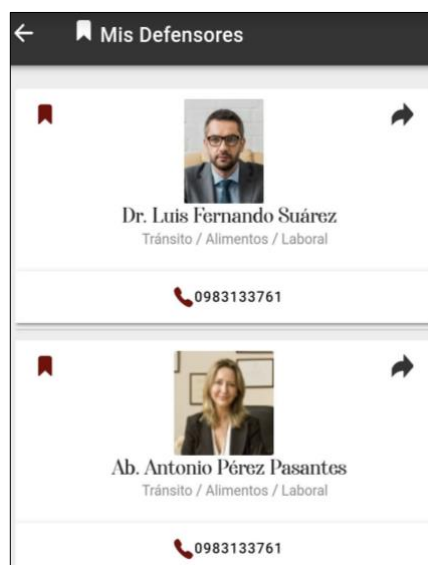 Mis Defensores
Dr. Luis Fernando Suárez
Tránsito / Alimentos / Laboral
0983133761
Ab. Antonio Pérez Pasantes
Tránsito / Alimentos / Laboral
0983133761